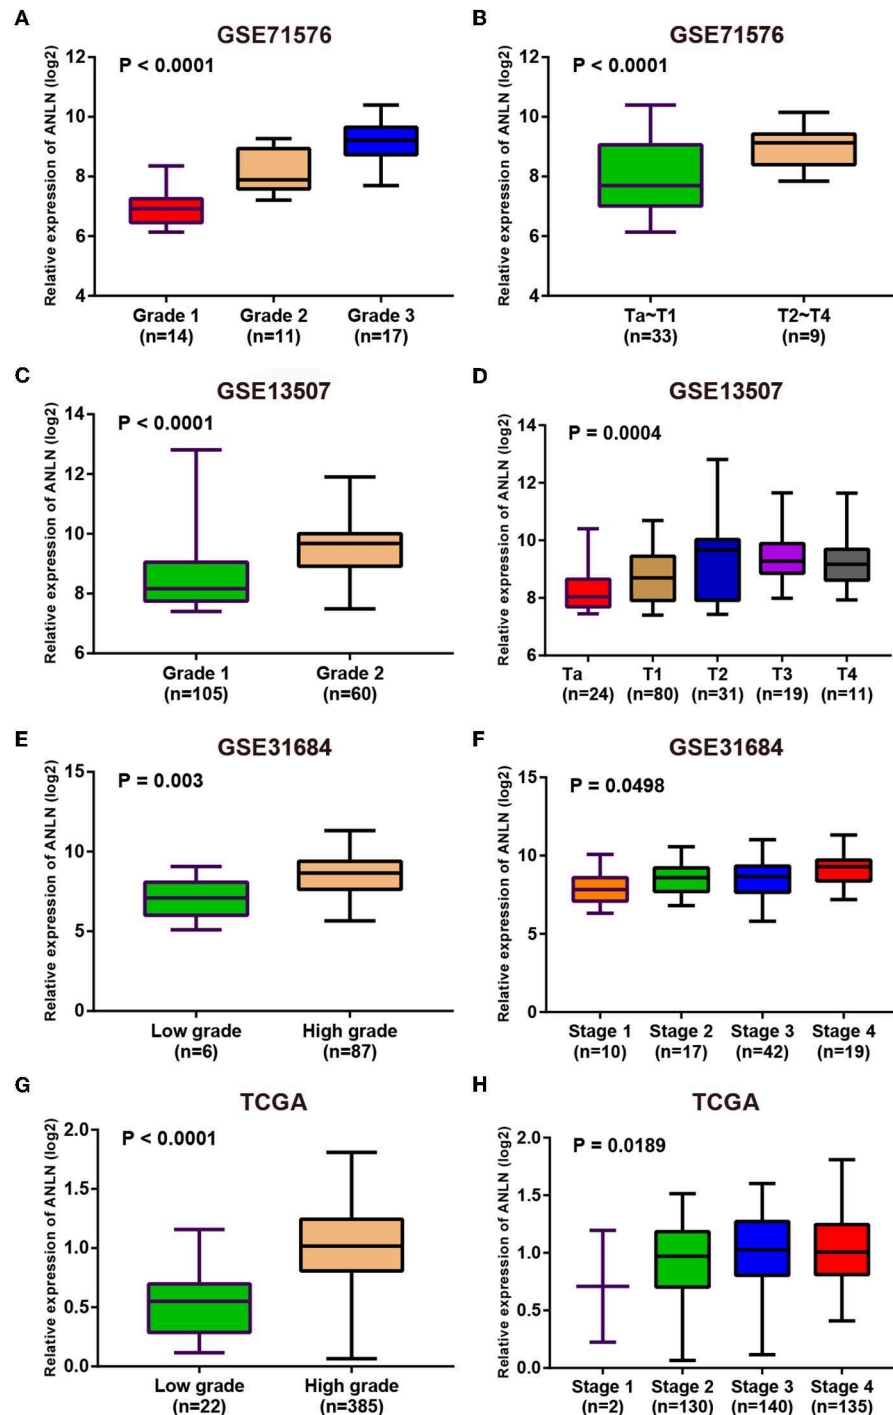 A
GSE71576
P < 0.0001
Relative expression of ANLN (log2)
12
10
8
6
4
Grade 1
(n=14)
Grade 2
(n=11)
Grade 3
(n=17)
B
GSE71576
P < 0.0001
Relative expression of ANLN (log2)
12
10
8
6
4
Ta~T1
(n=33)
T2~T4
(n=9)
C
GSE13507
P < 0.0001
Relative expression of ANLN (log2)
14
12
10
8
6
Grade 1
(n=105)
Grade 2
(n=60)
D
GSE13507
P = 0.0004
Relative expression of ANLN (log2)
14
12
10
8
6
Ta
(n=24)
T1
(n=80)
T2
(n=31)
T3
(n=19)
T4
(n=11)
E
GSE31684
P = 0.003
Relative expression of ANLN (log2)
15
10
5
0
Low grade
(n=6)
High grade
(n=87)
F
GSE31684
P = 0.0498
Relative expression of ANLN (log2)
15
10
5
0
Stage 1
(n=10)
Stage 2
(n=17)
Stage 3
(n=42)
Stage 4
(n=19)
G
TCGA
P < 0.0001
Relative expression of ANLN (log2)
2.0
1.5
1.0
0.5
0.0
Low grade
(n=22)
High grade
(n=385)
H
TCGA
P = 0.0189
Relative expression of ANLN (log2)
2.0
1.5
1.0
0.5
0.0
Stage 1
(n=2)
Stage 2
(n=130)
Stage 3
(n=140)
Stage 4
(n=135)